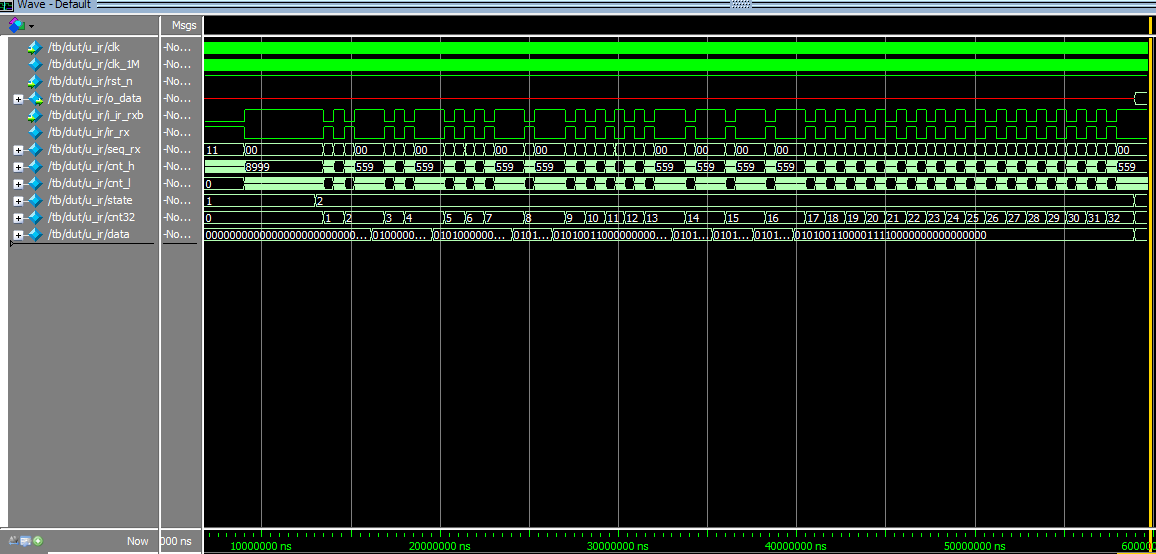 Wave - Default
Msgs
/tb/dut/u_ir/clk -No...
/tb/dut/u_ir/clk_1M -No...
/tb/dut/u_ir/rst_n -No...
/tb/dut/u_ir/o_data -No...
/tb/dut/u_ir/i_ir_rxb -No...
/tb/dut/u_ir/ir_rx -No...
/tb/dut/u_ir/seq_rx -No... 11 00 00 00 00 00 00 00 00 00 00 00
/tb/dut/u_ir/cnt_h -No... 8999 559 559 559 559 559 559 559 559 559
/tb/dut/u_ir/cnt_l -No... 0
/tb/dut/u_ir/state -No... 1 2
/tb/dut/u_ir/cnt32 -No... 0 1 2 3 4 5 6 7 8 9 10 11 12 13 14 15 16 17 18 19 20 21 22 23 24 25 26 27 28 29 30 31 32
/tb/dut/u_ir/data -No... 000000000000000000000000... 0100000... 0101000000... 0101... 01010011000000000... 0101... 0101... 0101... 01010011000011110000000000000000
Now 000 ns 10000000 ns 20000000 ns 30000000 ns 40000000 ns 50000000 ns 600000